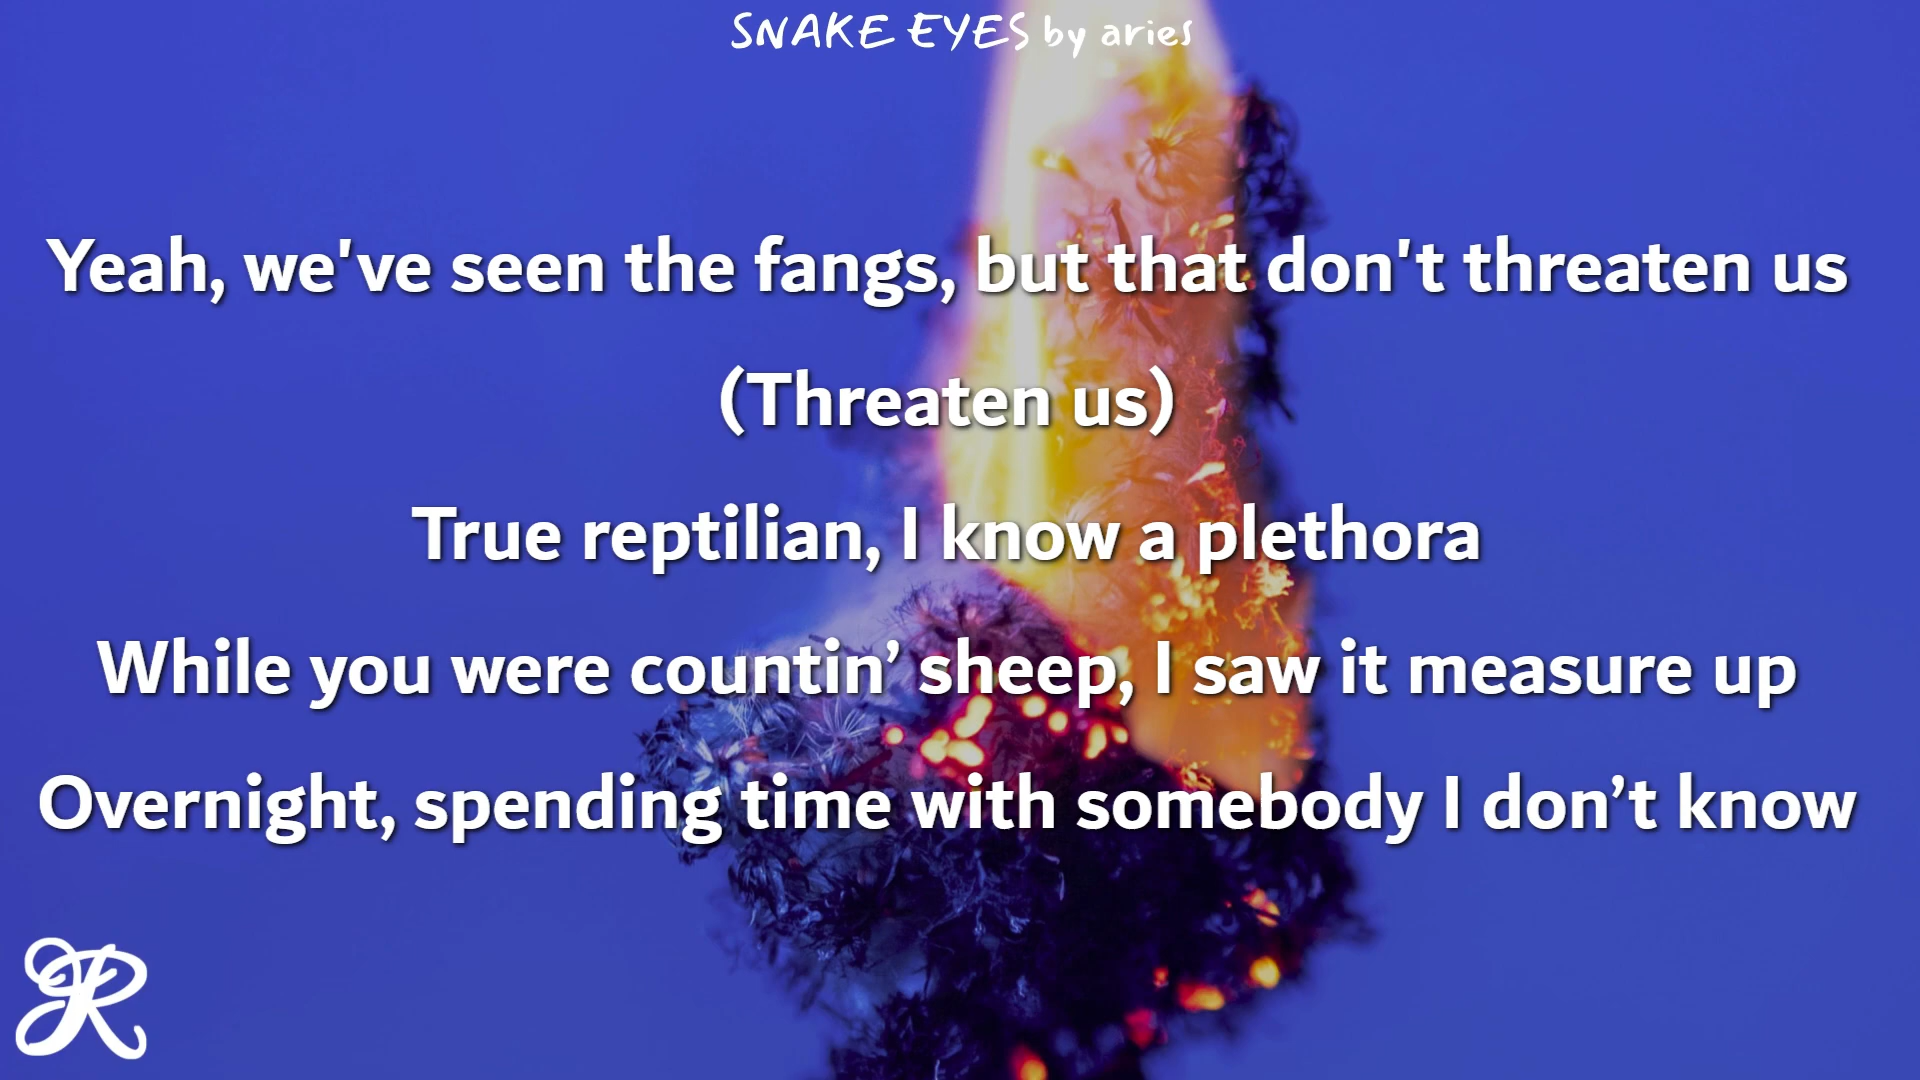 SNAKE EYES by aries
Yeah, we've seen the fangs, but that don't threaten us
(Threaten us)
True reptilian, I know a plethora
While you were countin’ sheep, I saw it measure up
Overnight, spending time with somebody I don’t know
R